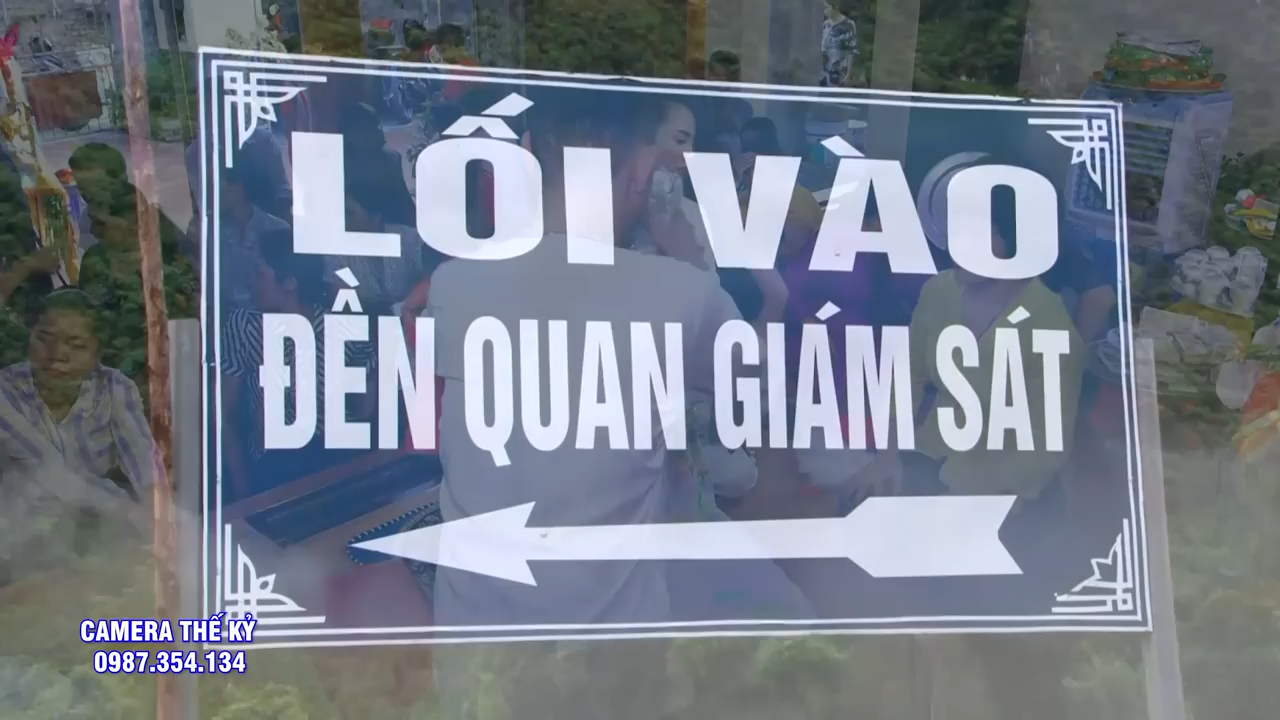 LỐI VÀO
ĐỀN QUAN GIÁM SÁT
CAMERA THẾ KỶ
0987.354.134